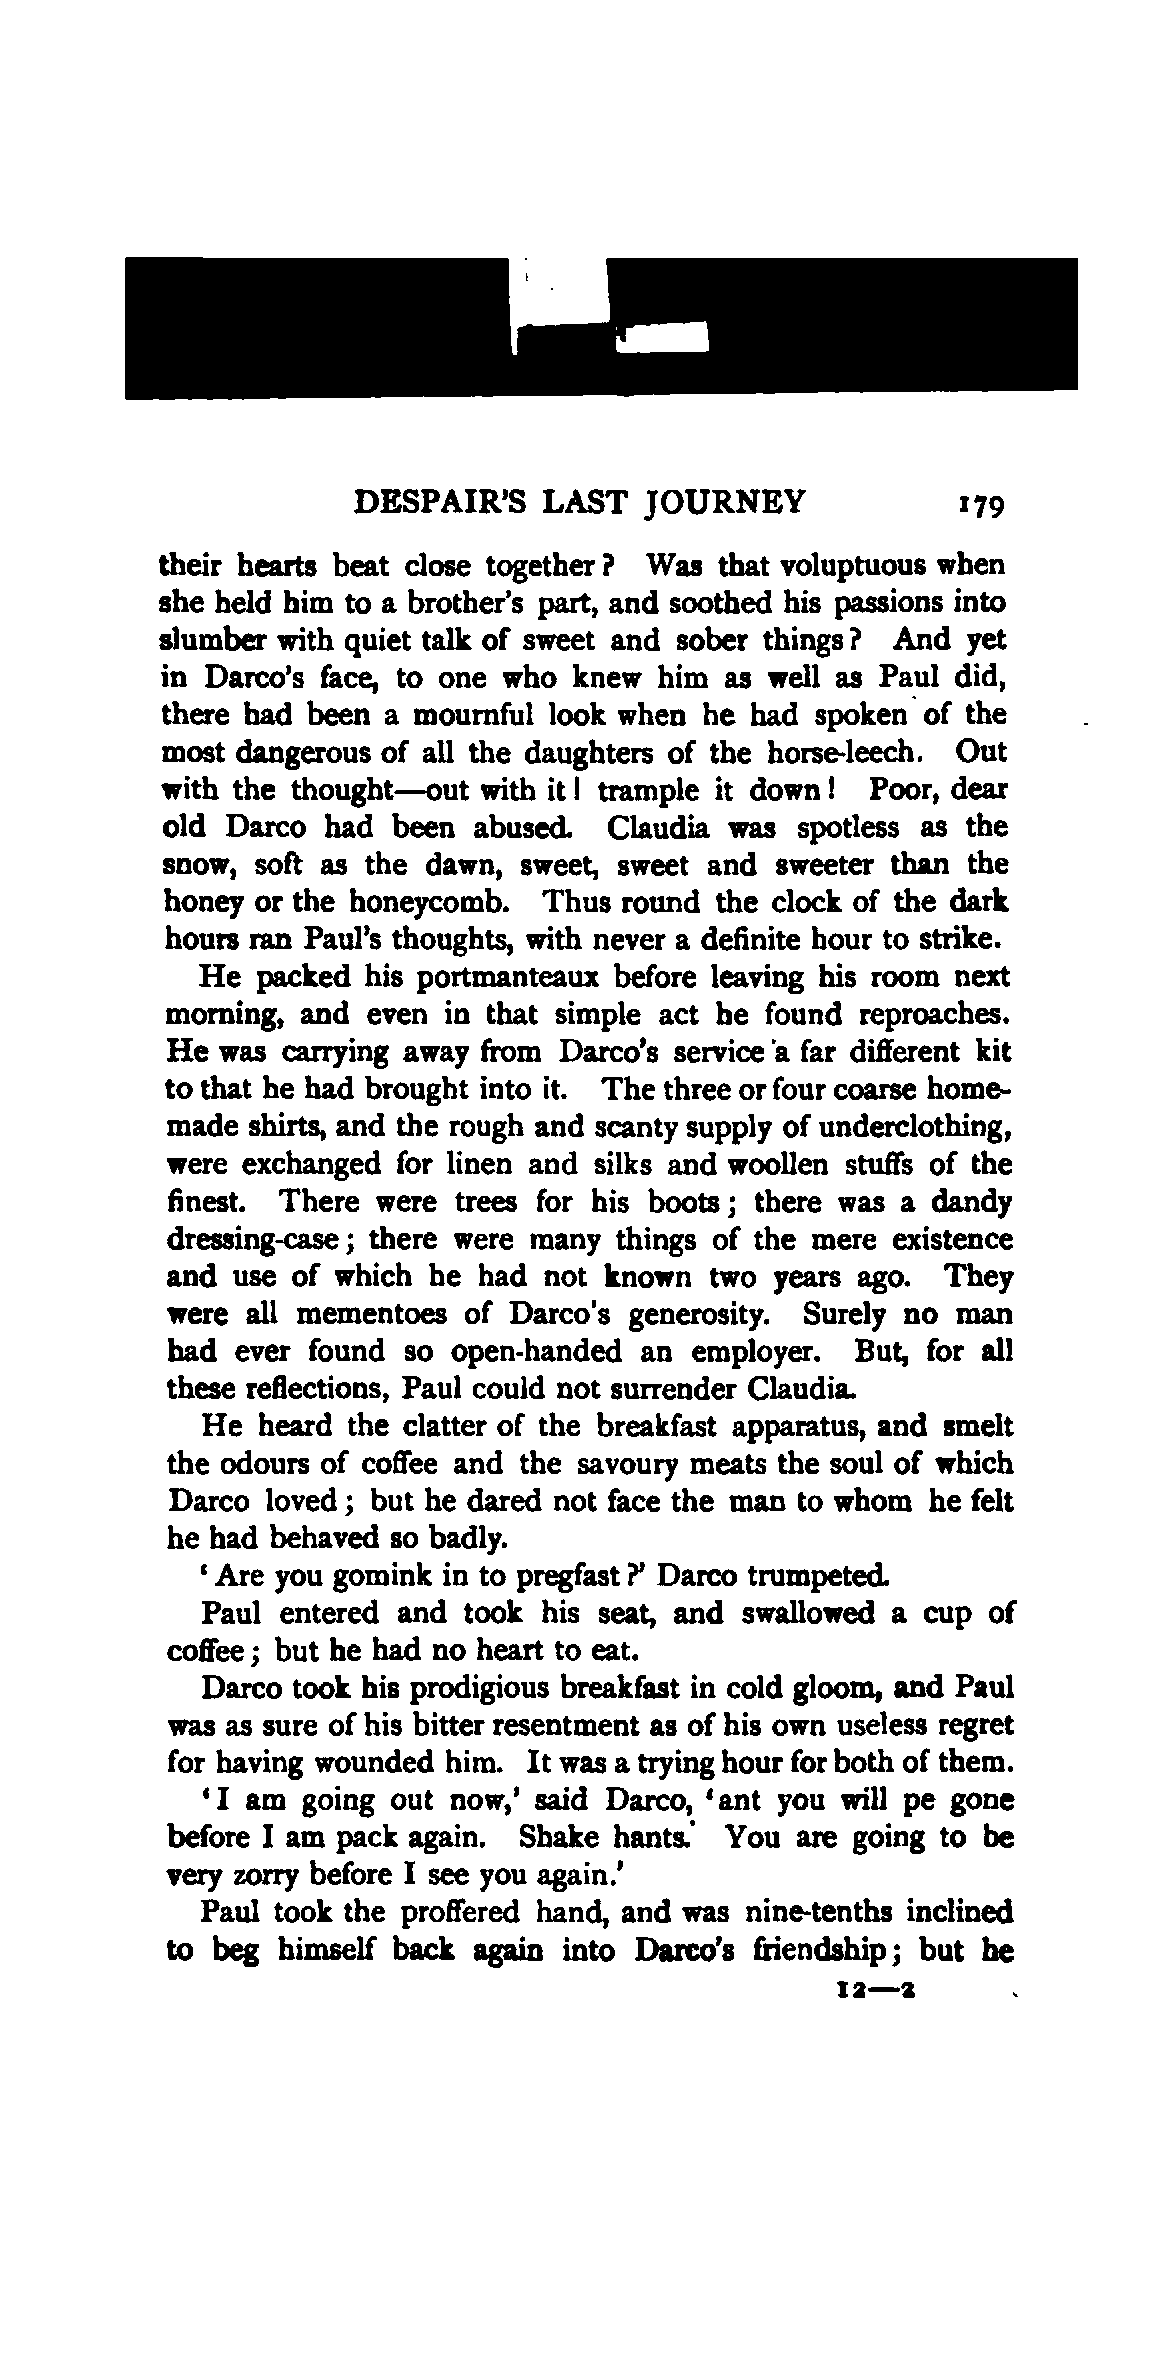 DESPAIR'S LAST JOURNEY 179
their hearts beat close together? Was that voluptuous when
she held him to a brother's part, and soothed his passions into
slumber with quiet talk of sweet and sober things? And yet
in Darco's face, to one who knew him as well as Paul did,
there had been a mournful look when he had spoken of the
most dangerous of all the daughters of the horse-leech. Out
with the thought—out with it! trample it down! Poor, dear
old Darco had been abused. Claudia was spotless as the
snow, soft as the dawn, sweet, sweet and sweeter than the
honey or the honeycomb. Thus round the clock of the dark
hours ran Paul's thoughts, with never a definite hour to strike.
He packed his portmanteaux before leaving his room next
morning, and even in that simple act he found reproaches.
He was carrying away from Darco's service a far different kit
to that he had brought into it. The three or four coarse home-
made shirts, and the rough and scanty supply of underclothing,
were exchanged for linen and silks and woollen stuffs of the
finest. There were trees for his boots; there was a dandy
dressing-case; there were many things of the mere existence
and use of which he had not known two years ago. They
were all mementoes of Darco's generosity. Surely no man
had ever found so open-handed an employer. But, for all
these reflections, Paul could not surrender Claudia.
He heard the clatter of the breakfast apparatus, and smelt
the odours of coffee and the savoury meats the soul of which
Darco loved; but he dared not face the man to whom he felt
he had behaved so badly.
'Are you gomink in to pregfast?' Darco trumpeted.
Paul entered and took his seat, and swallowed a cup of
coffee; but he had no heart to eat.
Darco took his prodigious breakfast in cold gloom, and Paul
was as sure of his bitter resentment as of his own useless regret
for having wounded him. It was a trying hour for both of them.
'I am going out now,' said Darco, 'ant you will pe gone
before I am pack again. Shake hants. You are going to be
very zorry before I see you again.'
Paul took the proffered hand, and was nine-tenths inclined
to beg himself back again into Darco's friendship; but he
12—2